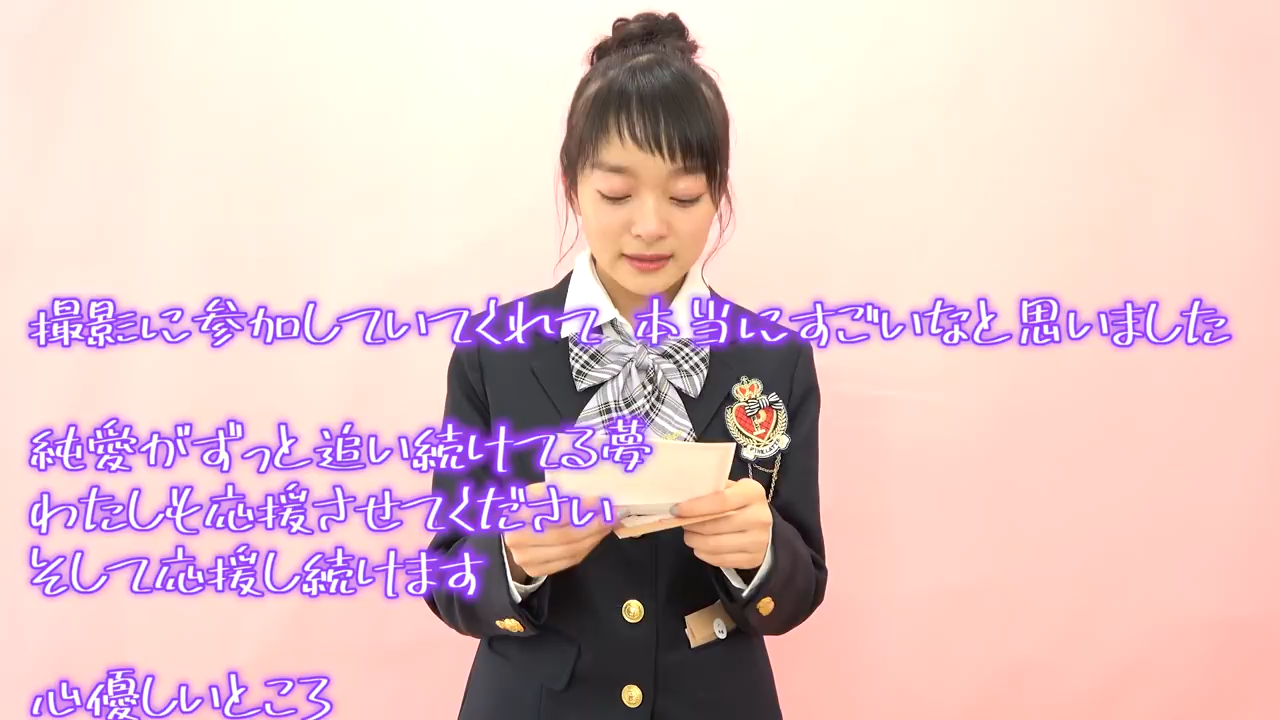 撮影に参加していてくれて 本当にすごいなと思いました
純愛がずっと追い続けてる夢
わたしも応援させてください
そして応援し続けます
心優しいところ